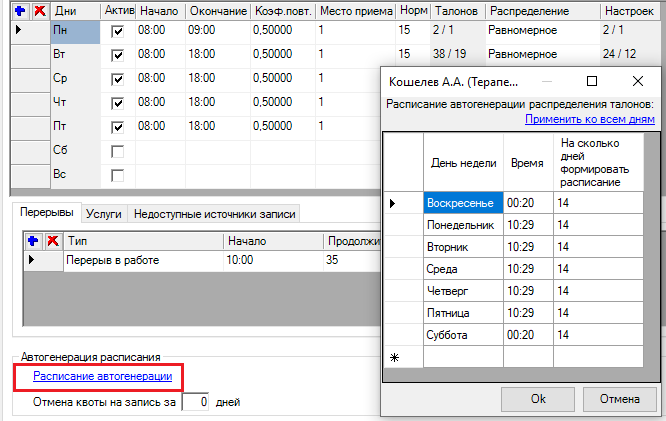 Дни Актив Начало Окончание Коэф.повт. Место приема Норм Талонов Распределение Настроек
Пн 08:00 09:00 0,50000 1 15 2 / 1 Равномерное 2 / 1
Вт 08:00 18:00 0,50000 1 15 38 / 19 Равномерное 24 / 12
Ср 08:00 18:00 0,50000 1
Чт 08:00 18:00 0,50000 1
Пт 08:00 18:00 0,50000 1
Сб
Вс
Перерывы Услуги Недоступные источники записи
Тип Начало Продолжи
Перерыв в работе 10:00 35
Автогенерация расписания
Расписание автогенерации
Отмена квоты на запись за 0 дней
Кошелев А.А. (Терапе...
Расписание автогенерации распределения талонов:
Применить ко всем дням
День недели Время На сколько
дней
формировать
расписание
Воскресенье 00:20 14
Понедельник 10:29 14
Вторник 10:29 14
Среда 10:29 14
Четверг 10:29 14
Пятница 10:29 14
Суббота 00:20 14
Ok Отмена